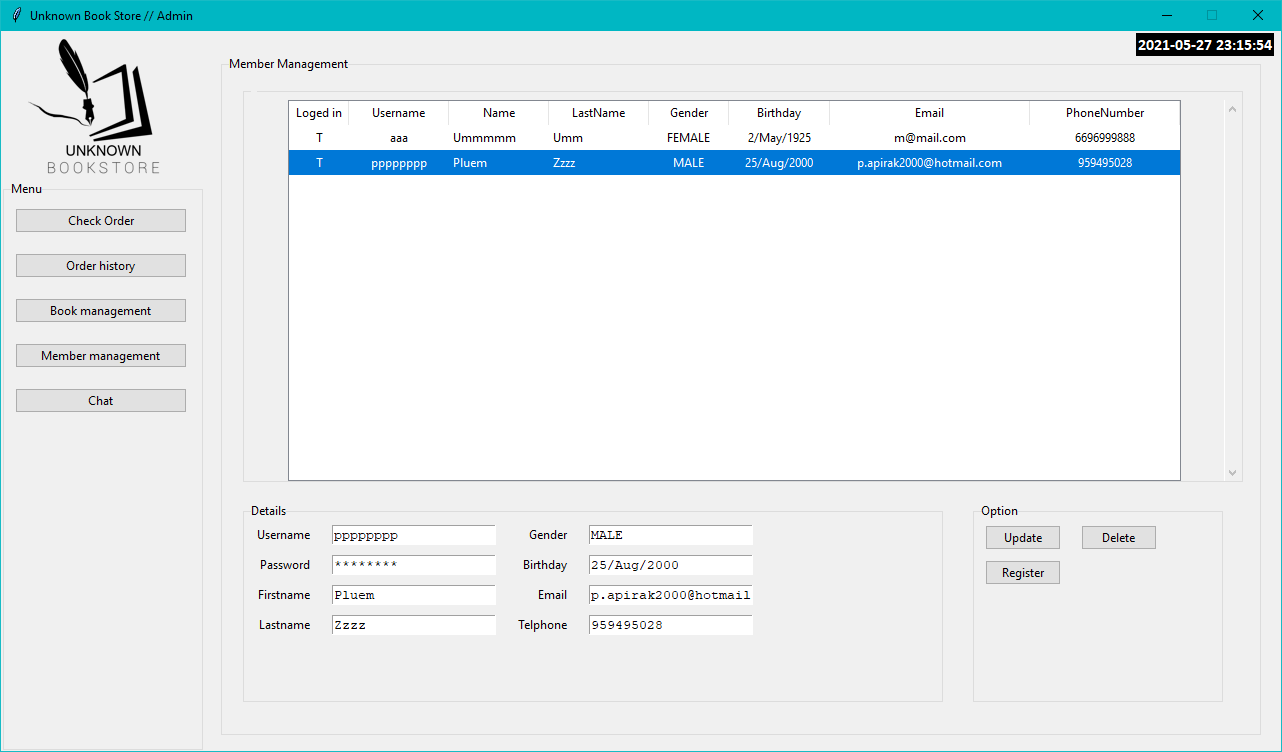 Unknown Book Store // Admin
2021-05-27 23:15:54
UNKNOWN
BOOKSTORE
Menu
Check Order
Order history
Book management
Member management
Chat
Member Management
Loged in Username Name LastName Gender Birthday Email PhoneNumber
T aaa Ummmmm Umm FEMALE 2/May/1925 m@mail.com 6696999888
T pppppppp Pluem Zzzz MALE 25/Aug/2000 p.apirak2000@hotmail.com 959495028
Details
Username pppppppp Gender MALE
Password ******** Birthday 25/Aug/2000
Firstname Pluem Email p.apirak2000@hotmail
Lastname Zzzz Telphone 959495028
Option
Update Delete
Register